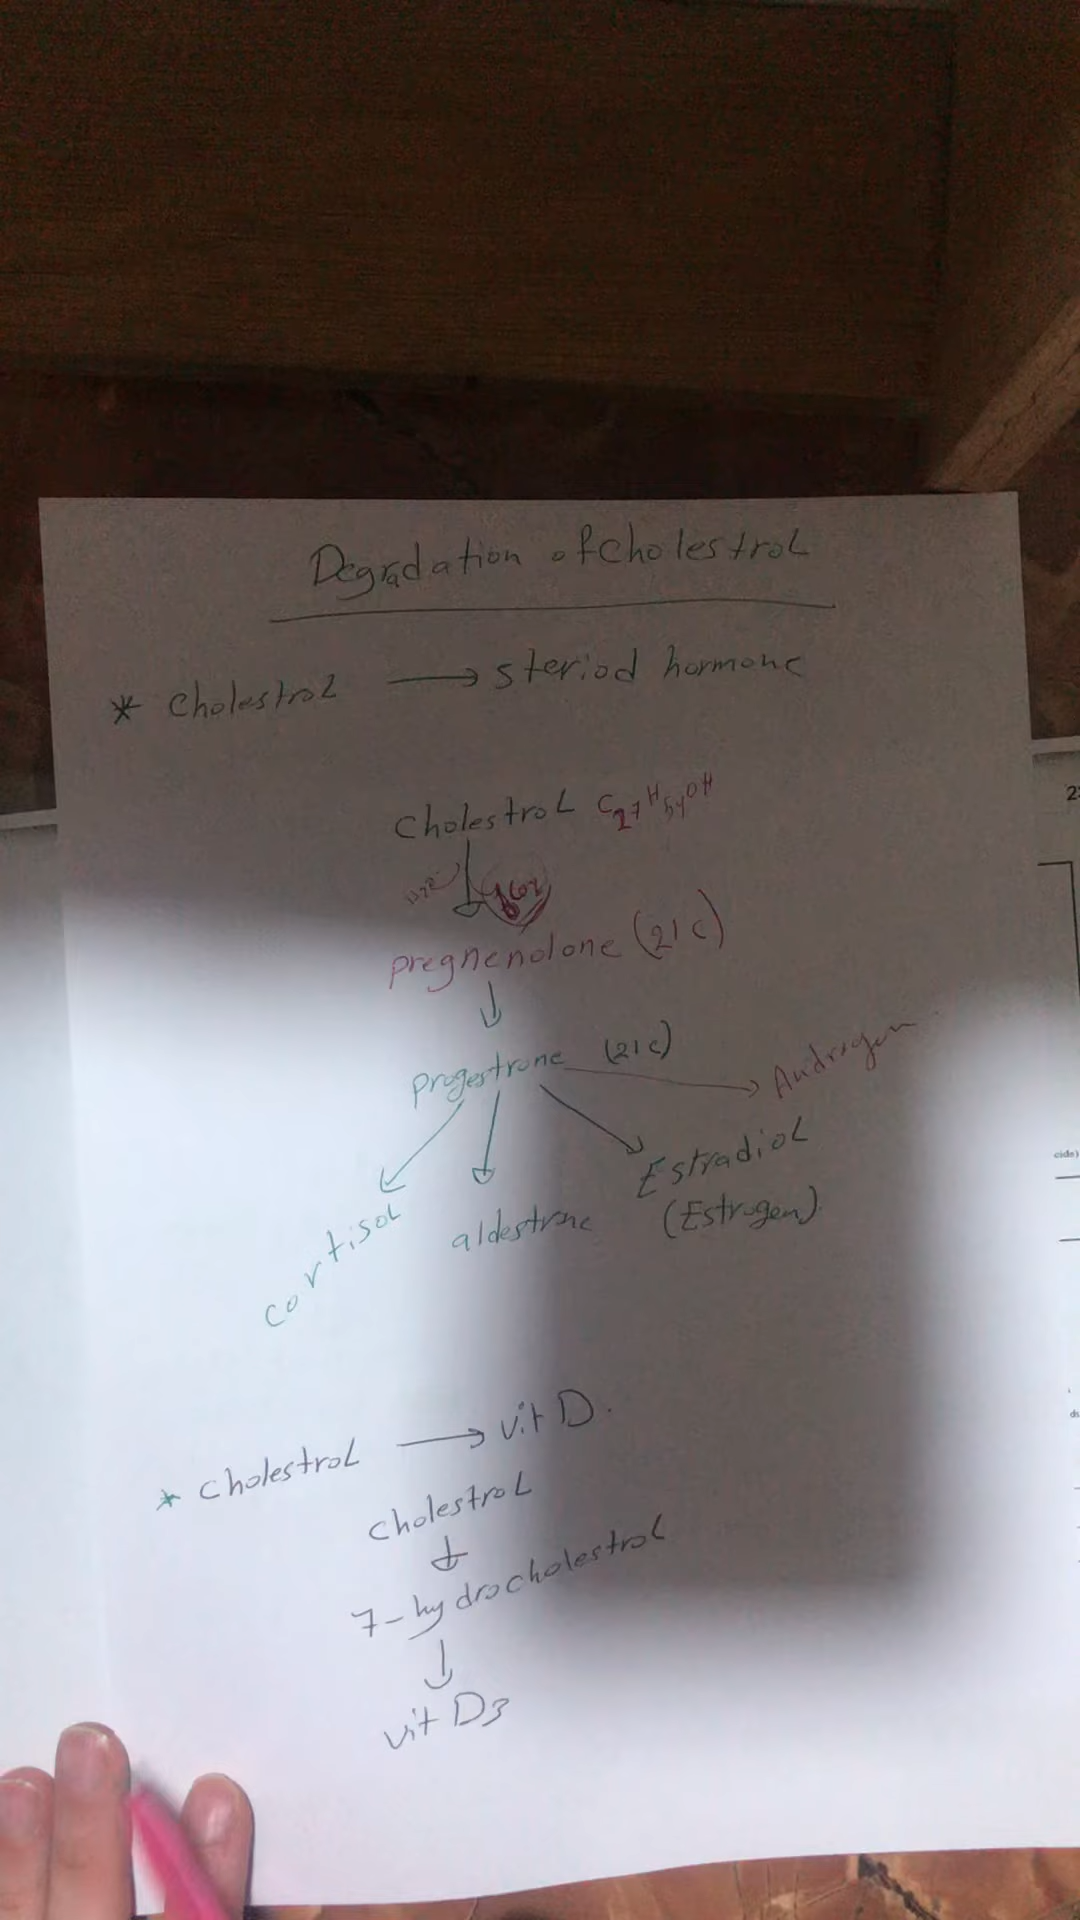 Degradation of cholestroL
* cholestroL → steriod hormone
cholestroL C27H54OH
pregnenolone (21c)
progestrone (21c)
Androgen
EstradioL
(Estrogen)
cortisoL
aldestrone
* cholestroL → vit D.
cholestroL
7-hydrocholestroL
vit D3